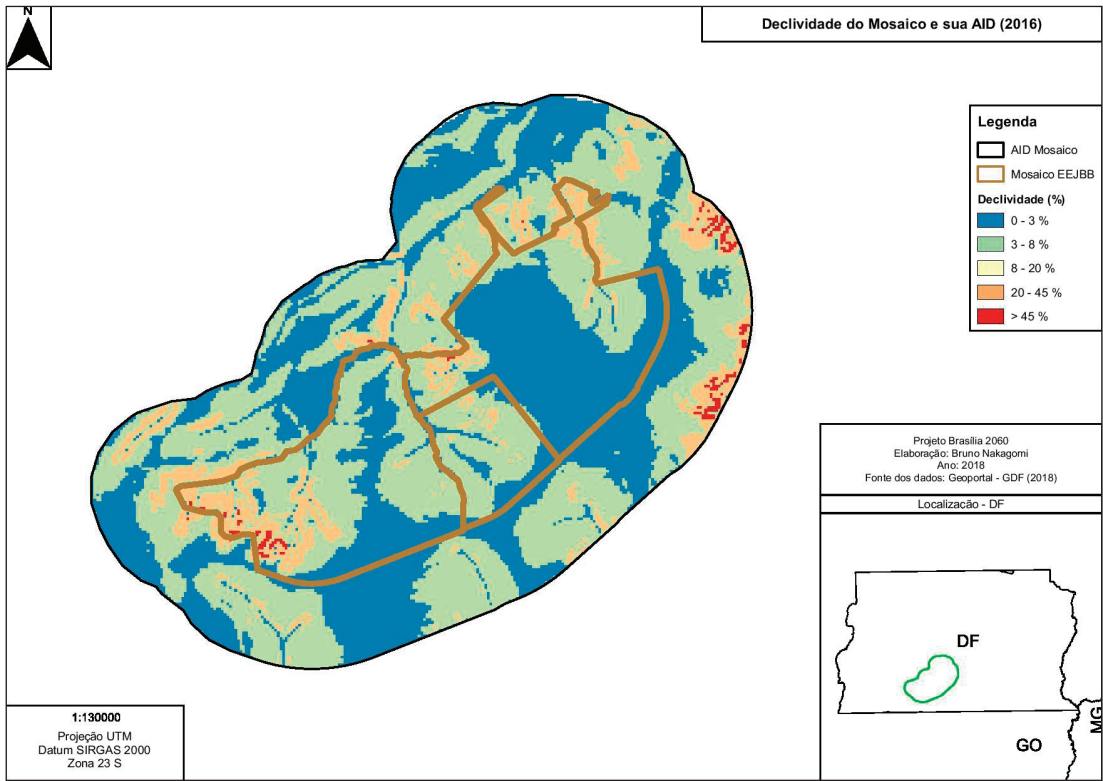 N
Declividade do Mosaico e sua AID (2016)
Legenda
AID Mosaico
Mosaico EEJBB
Declividade (%)
0 - 3 %
3 - 8 %
8 - 20 %
20 - 45 %
> 45 %
Projeto Brasília 2060
Elaboração: Bruno Nakagomi
Ano: 2018
Fonte dos dados: Geoportal - GDF (2018)
Localização - DF
DF
GO
MG
1:130000
Projeção UTM
Datum SIRGAS 2000
Zona 23 S